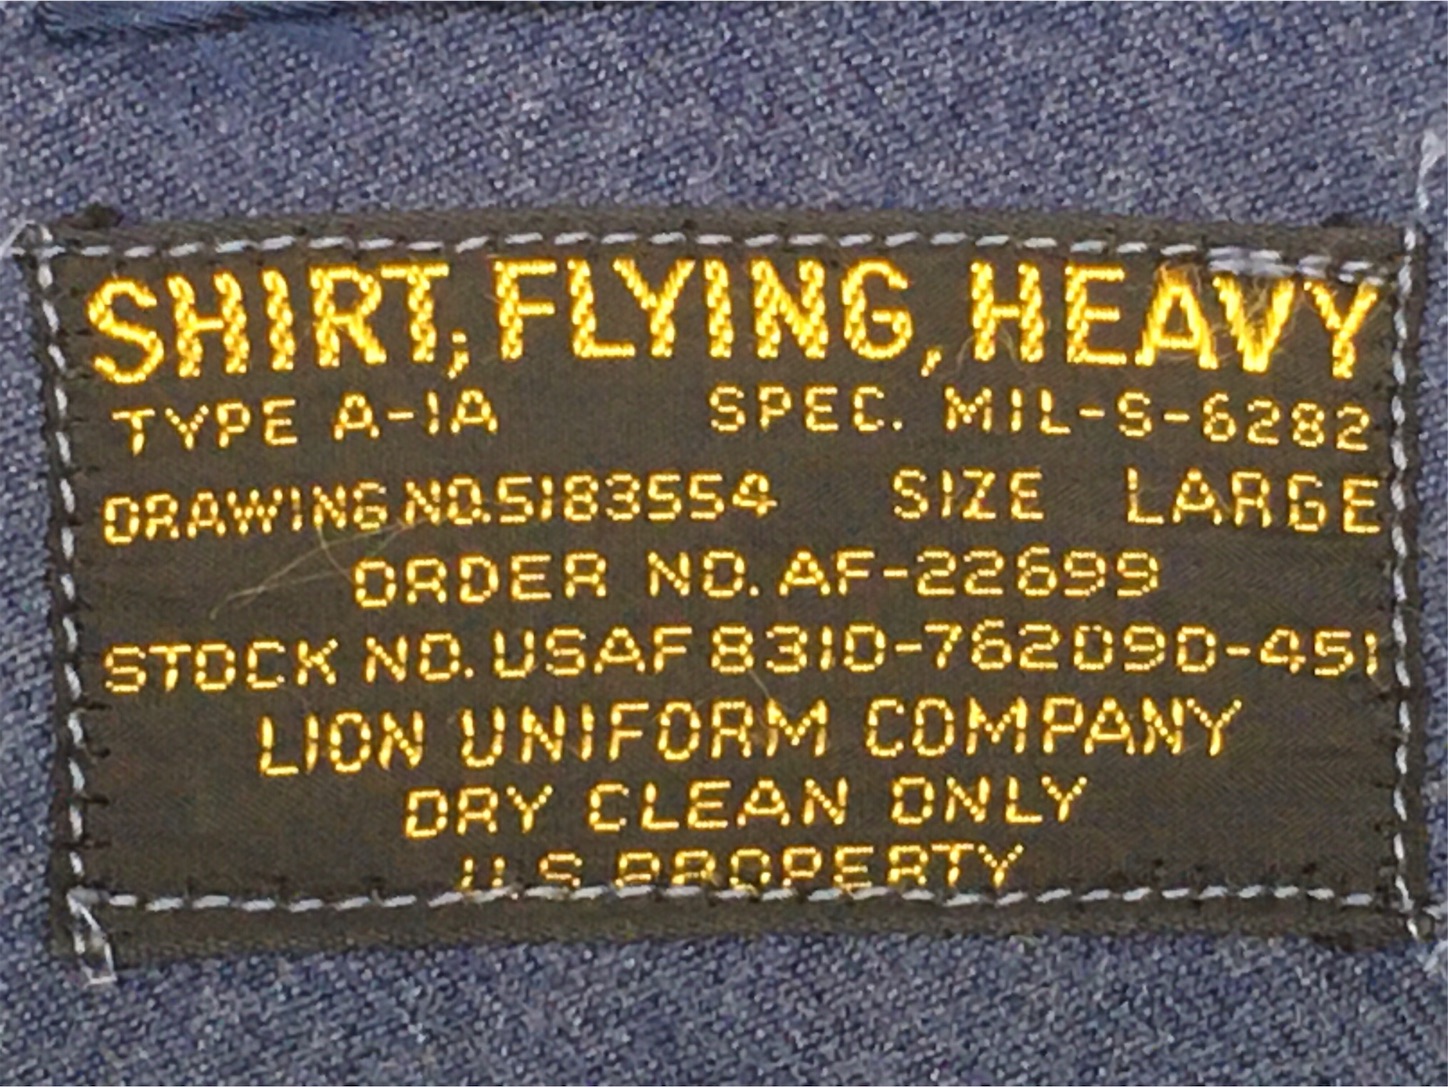 SHIRT, FLYING, HEAVY
TYPE A-1A SPEC. MIL-S-6282
DRAWING NO. 5183554 SIZE LARGE
ORDER NO. AF-22699
STOCK NO. USAF 8310-762090-451
LION UNIFORM COMPANY
DRY CLEAN ONLY
U.S PROPERTY